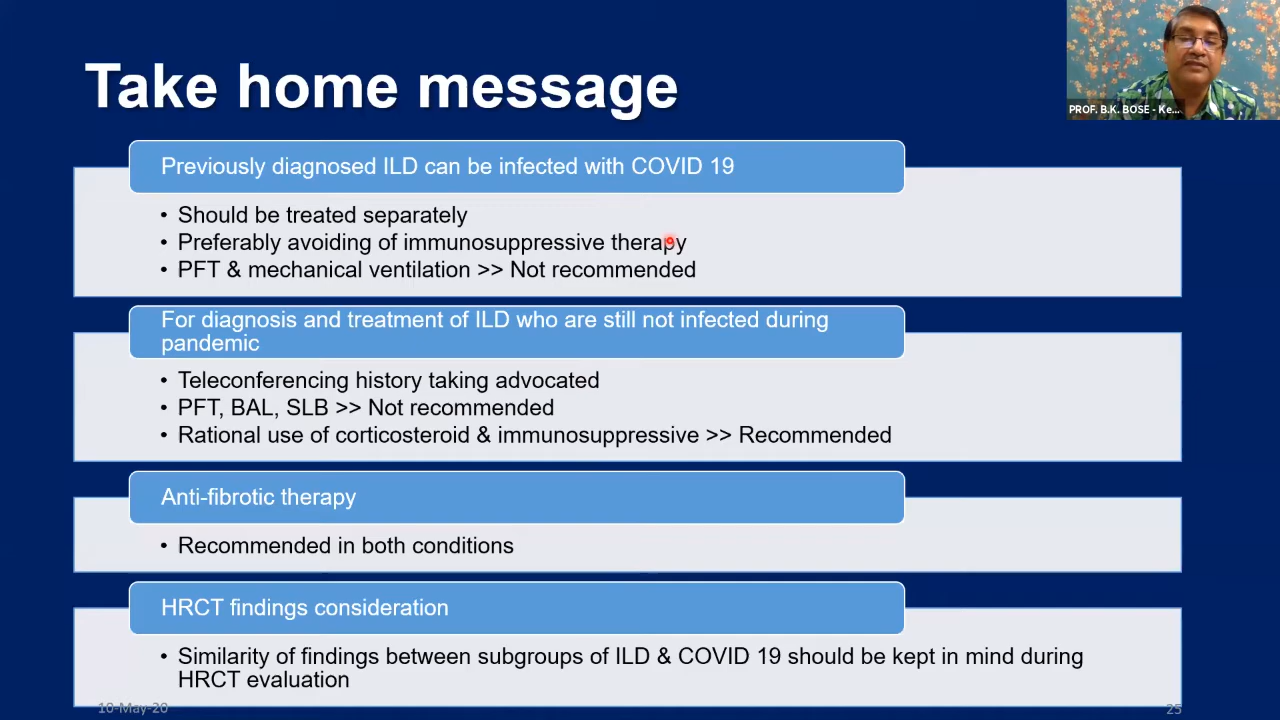 Take home message
PROF. B.K. BOSE - Ke...
Previously diagnosed ILD can be infected with COVID 19
• Should be treated separately
• Preferably avoiding of immunosuppressive therapy
• PFT & mechanical ventilation >> Not recommended
For diagnosis and treatment of ILD who are still not infected during
pandemic
• Teleconferencing history taking advocated
• PFT, BAL, SLB >> Not recommended
• Rational use of corticosteroid & immunosuppressive >> Recommended
Anti-fibrotic therapy
• Recommended in both conditions
HRCT findings consideration
• Similarity of findings between subgroups of ILD & COVID 19 should be kept in mind during
HRCT evaluation
10-May-20
25